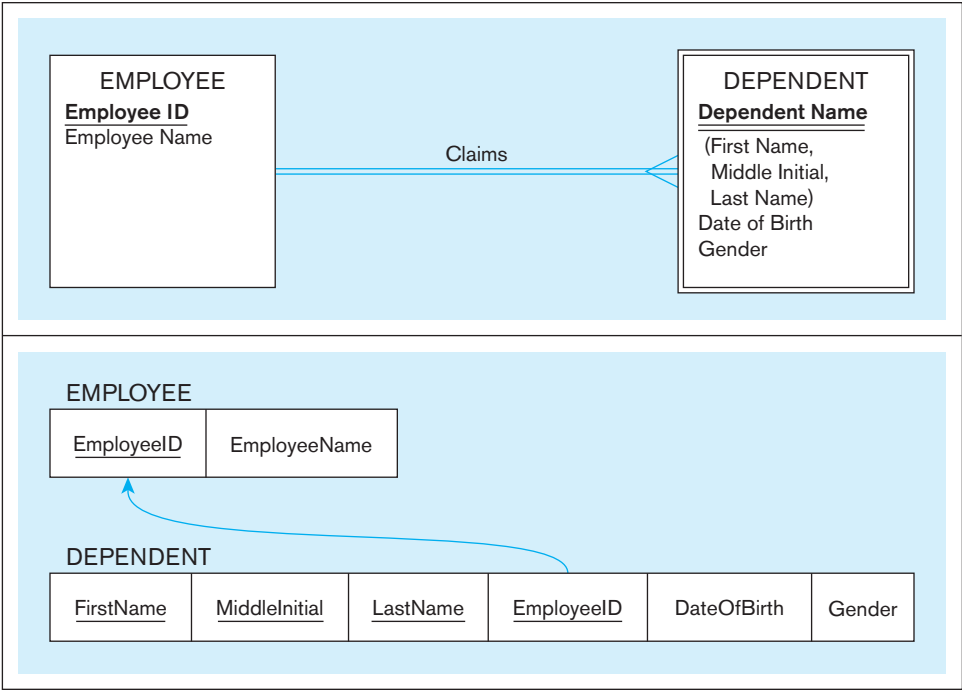 EMPLOYEE
Employee ID
Employee Name
Claims
DEPENDENT
Dependent Name
(First Name,
Middle Initial,
Last Name)
Date of Birth
Gender
EMPLOYEE
EmployeeID EmployeeName
DEPENDENT
FirstName MiddleInitial LastName EmployeeID DateOfBirth Gender